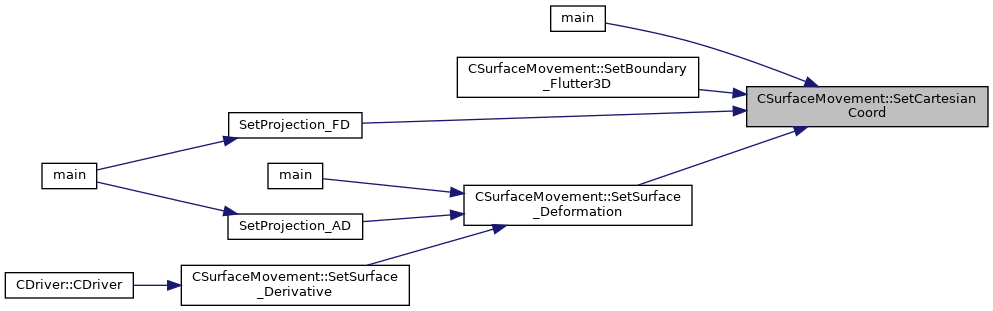 main
CSurfaceMovement::SetBoundary
_Flutter3D
CSurfaceMovement::SetCartesian
Coord
SetProjection_FD
main
main
CSurfaceMovement::SetSurface
_Deformation
SetProjection_AD
CSurfaceMovement::SetSurface
_Derivative
CDriver::CDriver